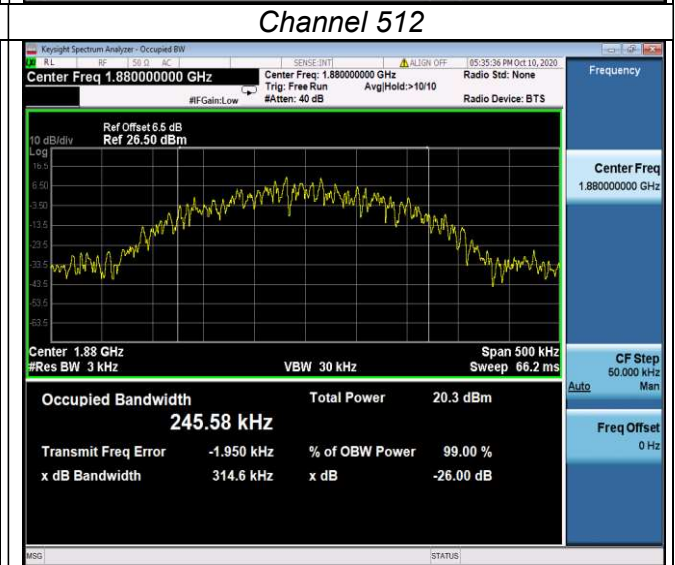 Channel 512
Keysight Spectrum Analyzer - Occupied BW
RL RF 50 Ω AC SENSE:INT ALIGN OFF 05:35:36 PM Oct 10, 2020
Center Freq 1.880000000 GHz Center Freq: 1.880000000 GHz Radio Std: None
Trig: Free Run Avg|Hold:>10/10
#IFGain:Low #Atten: 40 dB Radio Device: BTS
Frequency
Ref Offset 6.5 dB
10 dB/div Ref 26.50 dBm
Log
16.5
6.50
-3.50
-13.5
-23.5
-33.5
-43.5
-53.5
-63.5
Center 1.88 GHz Span 500 kHz
#Res BW 3 kHz VBW 30 kHz Sweep 66.2 ms
Occupied Bandwidth Total Power 20.3 dBm
245.58 kHz
Transmit Freq Error -1.950 kHz % of OBW Power 99.00 %
x dB Bandwidth 314.6 kHz x dB -26.00 dB
Center Freq
1.880000000 GHz
CF Step
50.000 kHz
Auto Man
Freq Offset
0 Hz
MSG STATUS